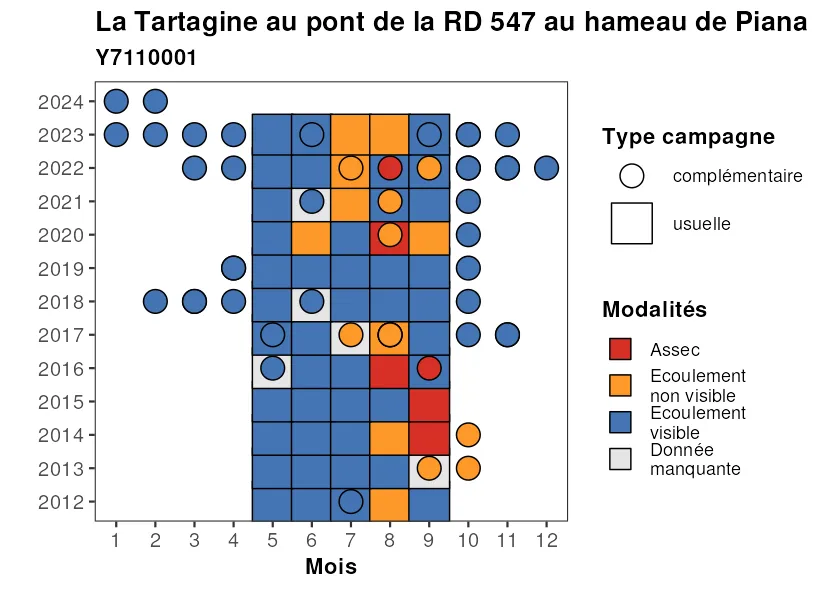 La Tartagine au pont de la RD 547 au hameau de Piana
Y7110001
2024
2023
2022
2021
2020
2019
2018
2017
2016
2015
2014
2013
2012
1 2 3 4 5 6 7 8 9 10 11 12
Mois
Type campagne
complémentaire
usuelle
Modalités
Assec
Ecoulement
non visible
Ecoulement
visible
Donnée
manquante